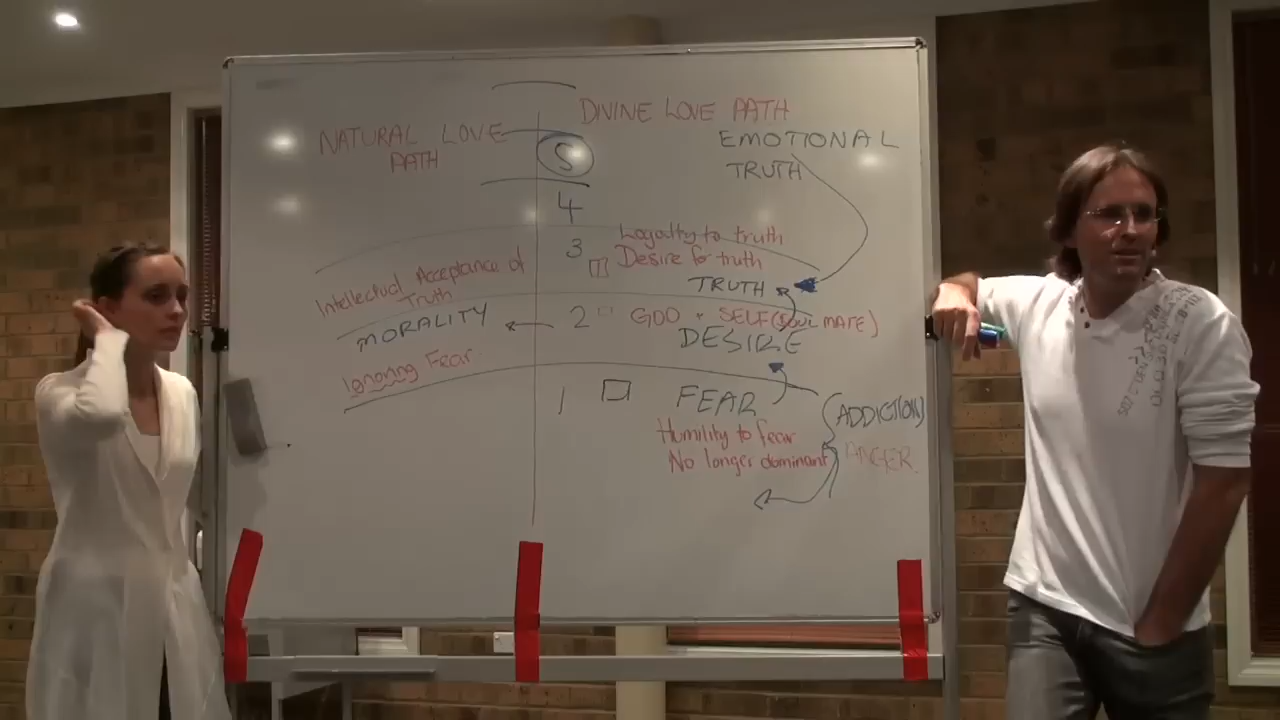 DIVINE LOVE PATH
NATURAL LOVE
PATH
EMOTIONAL
TRUTH
5
4
3
Loyalty to truth
Desire for truth
Intellectual Acceptance of
Truth
TRUTH
MORALITY
2
GOD + SELF (SOUL MATE)
DESIRE
Ignoring Fear
1
FEAR
(ADDICTION)
Humility to fear
No longer dominant
ANGER